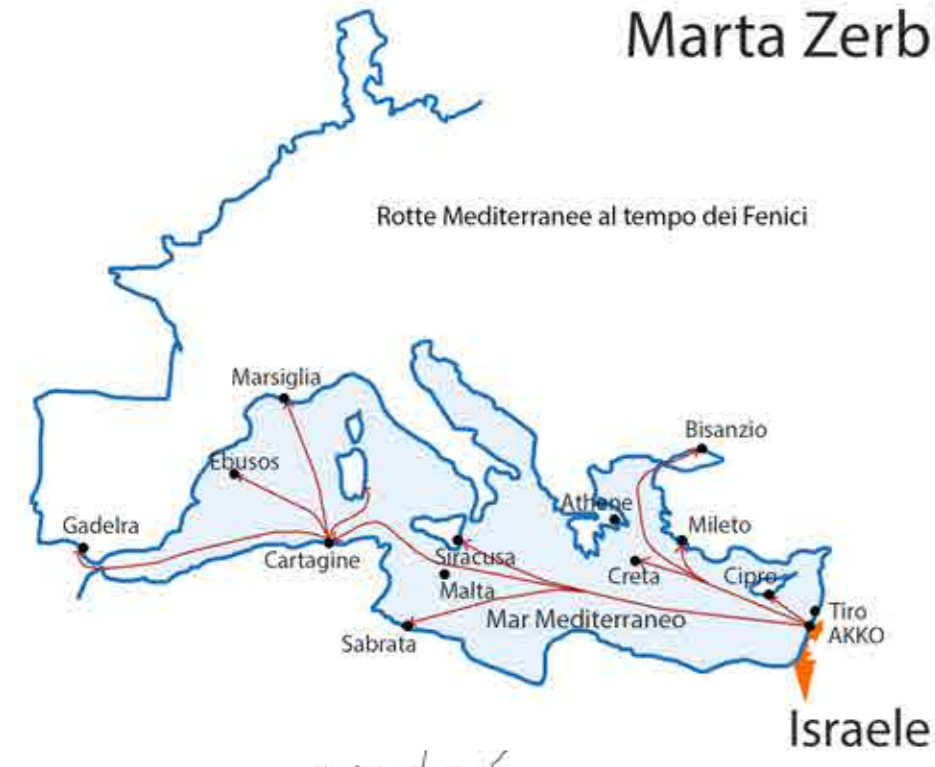 Marta Zerb
Rotte Mediterranee al tempo dei Fenici
Marsiglia
Bisanzio
Ebusos
Athene
Gadelra
Mileto
Cartagine
Siracusa
Creta
Cipro
Malta
Tiro
Mar Mediterraneo
AKKO
Sabrata
Israele